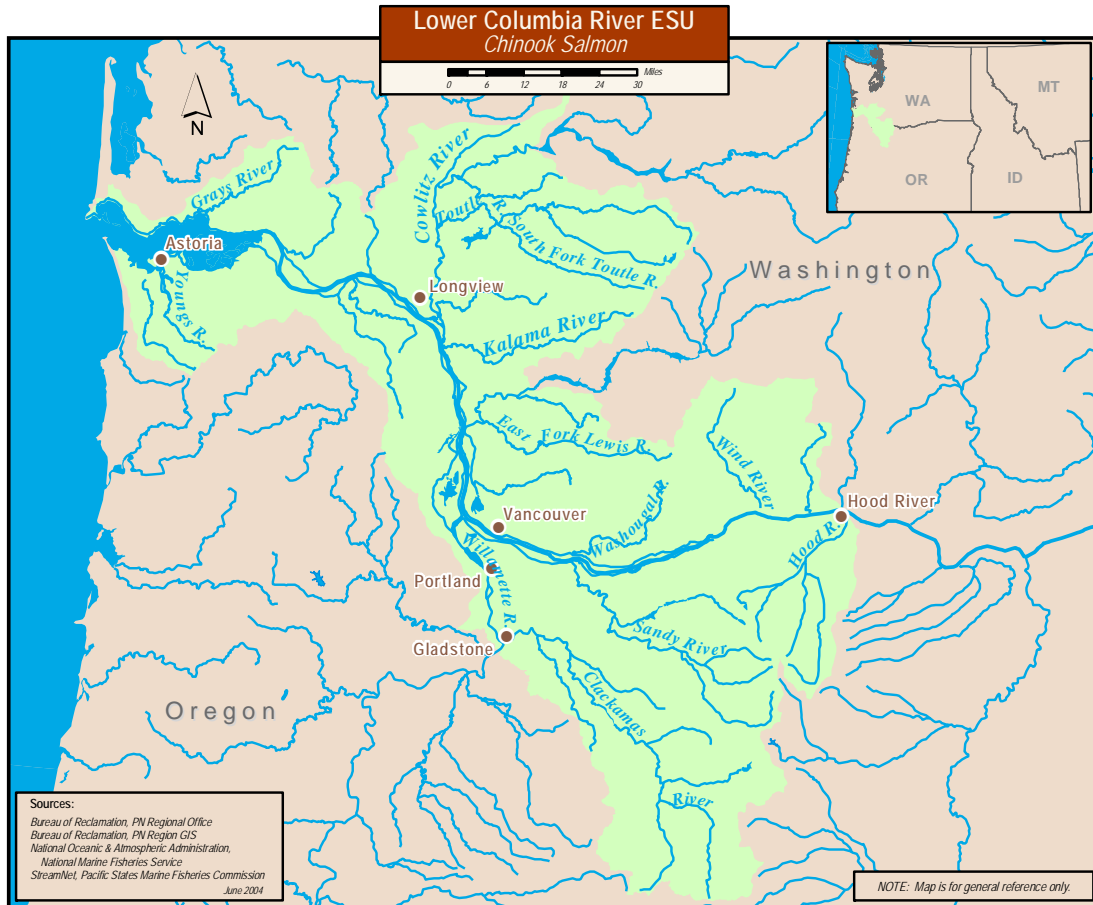 Lower Columbia River ESU
Chinook Salmon
Miles
0 6 12 18 24 30
N
WA
MT
OR
ID
Grays River
Cowlitz River
Toutle R.
South Fork Toutle R.
Astoria
Youngs R.
Longview
Washington
Kalama River
East Fork Lewis R.
Wind River
Washougal R.
Hood River
Vancouver
Hood R.
Willamette R.
Portland
Sandy River
Gladstone
Clackamas
River
Oregon
Sources:
Bureau of Reclamation, PN Regional Office
Bureau of Reclamation, PN Region GIS
National Oceanic & Atmospheric Administration,
National Marine Fisheries Service
StreamNet, Pacific States Marine Fisheries Commission
June 2004
NOTE: Map is for general reference only.